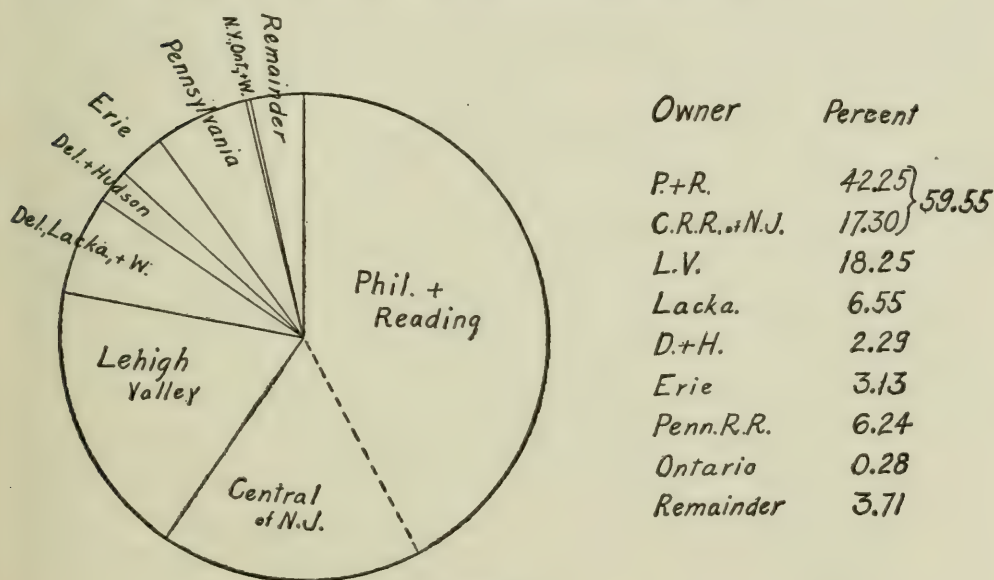 Remainder
N.Y., Ont., + W.
Pennsylvania
Erie
Del. + Hudson
Del., Lacka., + W.
Phil. +
Reading
Lehigh
Valley
Central
of N.J.
Owner Percent
P. + R. 42.25
59.55
C.R.R. of N.J. 17.30
L.V. 18.25
Lacka. 6.55
D. + H. 2.29
Erie 3.13
Penn. R.R. 6.24
Ontario 0.28
Remainder 3.71